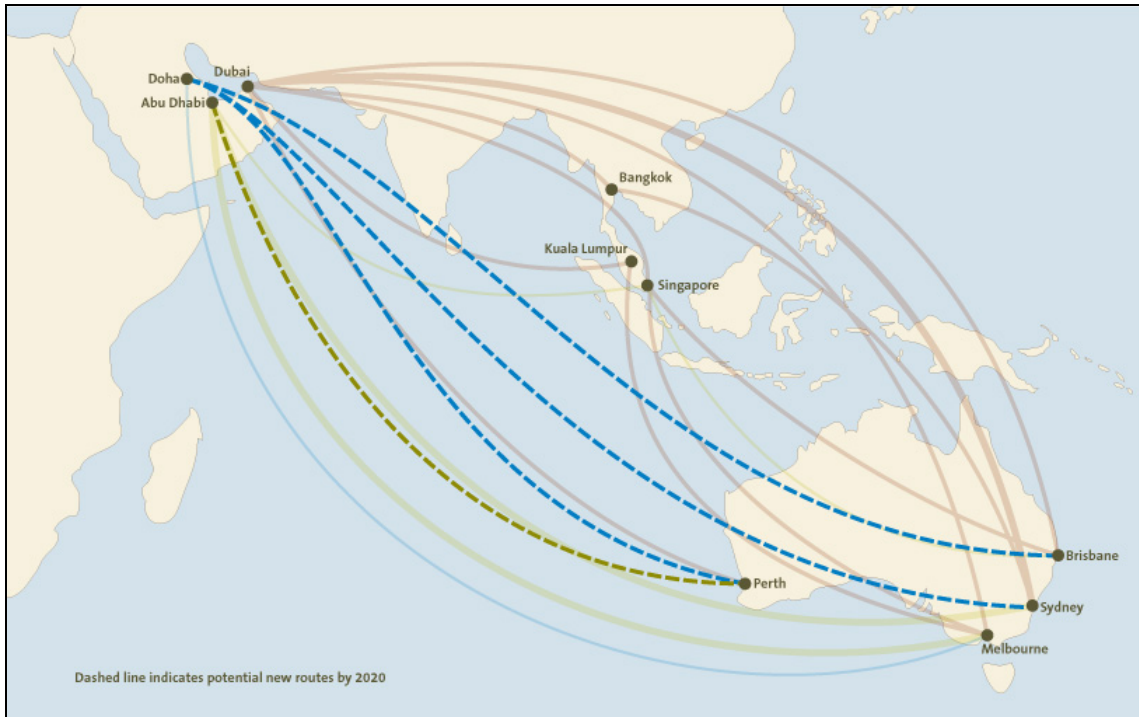 Dubai
Doha
Abu Dhabi
Bangkok
Kuala Lumpur
Singapore
Brisbane
Perth
Sydney
Melbourne
Dashed line indicates potential new routes by 2020